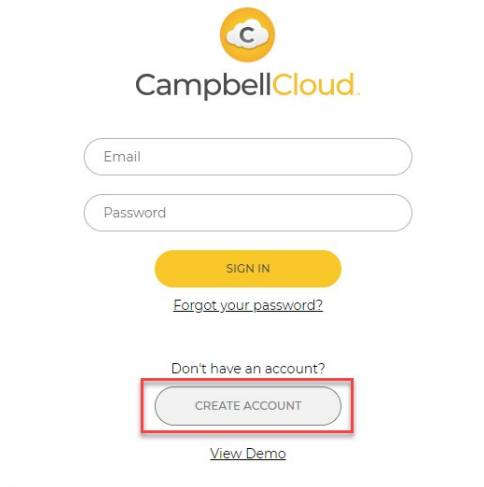 C
CampbellCloud
Email
Password
SIGN IN
Forgot your password?
Don't have an account?
CREATE ACCOUNT
View Demo